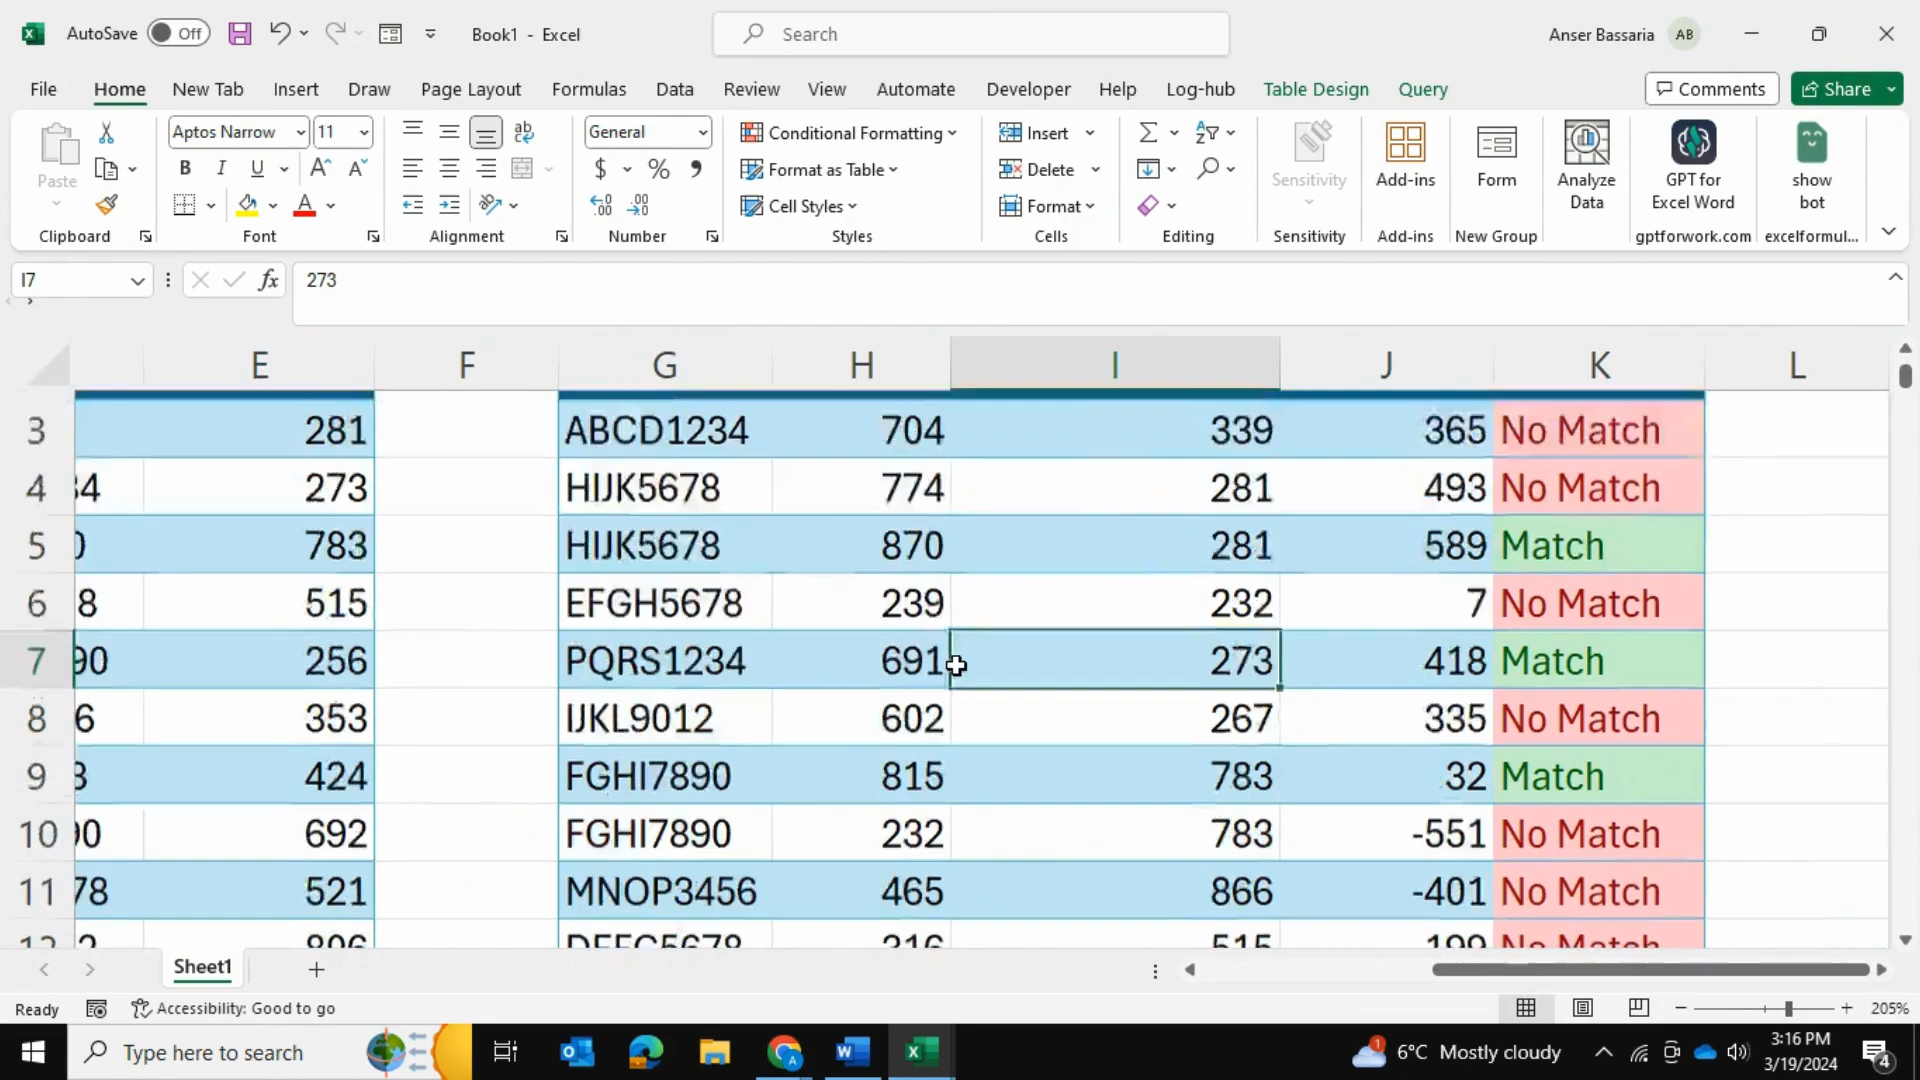 AutoSave Off Book1 - Excel Search Anser Bassaria AB
File Home New Tab Insert Draw Page Layout Formulas Data Review View Automate Developer Help Log-hub Table Design Query Comments Share
Aptos Narrow 11 General Conditional Formatting Insert
Paste B I U $ % Format as Table Delete Sensitivity Add-ins Form Analyze Data GPT for Excel Word show bot
Cell Styles Format
Clipboard Font Alignment Number Styles Cells Editing Sensitivity Add-ins New Group gptforwork.com excelformul...
I7 fx 273
E F G H I J K L
3 281 ABCD1234 704 339 365 No Match
4 34 273 HIJK5678 774 281 493 No Match
5 0 783 HIJK5678 870 281 589 Match
6 8 515 EFGH5678 239 232 7 No Match
7 90 256 PQRS1234 691 273 418 Match
8 6 353 IJKL9012 602 267 335 No Match
9 3 424 FGHI7890 815 783 32 Match
10 90 692 FGHI7890 232 783 -551 No Match
11 78 521 MNOP3456 465 866 -401 No Match
Sheet1
Ready Accessibility: Good to go 205%
Type here to search 1 6°C Mostly cloudy 3:16 PM
3/19/2024 4